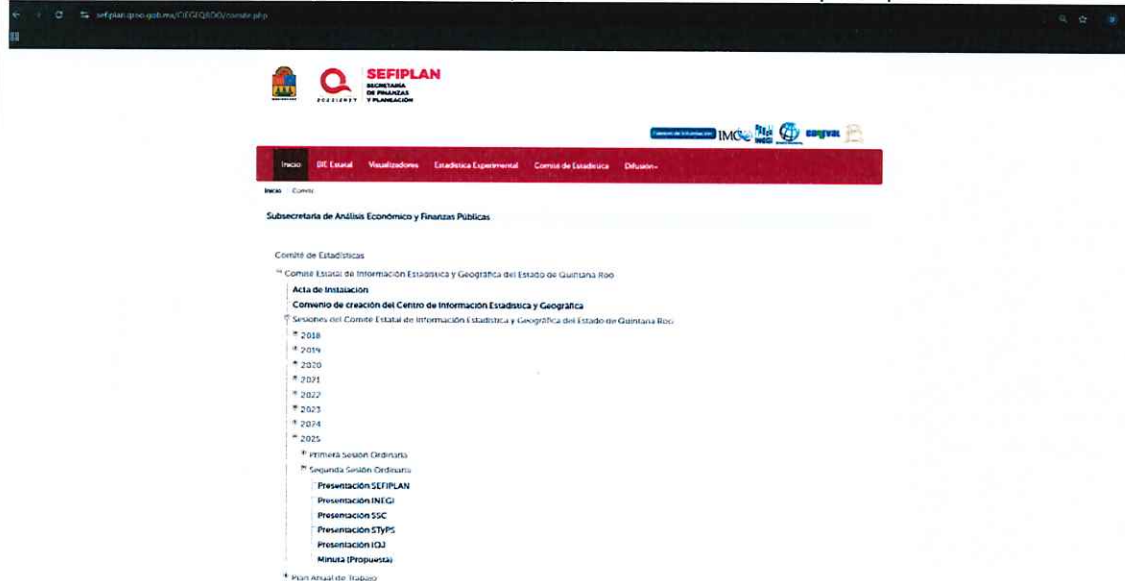 sefiplan.qroo.gob.mx/CIEGEQROO/comite.php
SEFIPLAN
SECRETARÍA
DE FINANZAS
Y PLANEACIÓN
IMCO
INEGI
coneval
Inicio BIE Estatal Visualizadores Estadística Experimental Comité de Estadística Difusión
Inicio Comité
Subsecretaría de Análisis Económico y Finanzas Públicas
Comité de Estadísticas
Comité Estatal de Información Estadística y Geográfica del Estado de Quintana Roo
Acta de Instalación
Convenio de creación del Centro de Información Estadística y Geográfica
Sesiones del Comité Estatal de Información Estadística y Geográfica del Estado de Quintana Roo
2018
2019
2020
2021
2022
2023
2024
2025
Primera Sesión Ordinaria
Segunda Sesión Ordinaria
Presentación SEFIPLAN
Presentación INEGI
Presentación SSC
Presentación STyPS
Presentación IQJ
Minuta (Propuesta)
Plan Anual de Trabajo